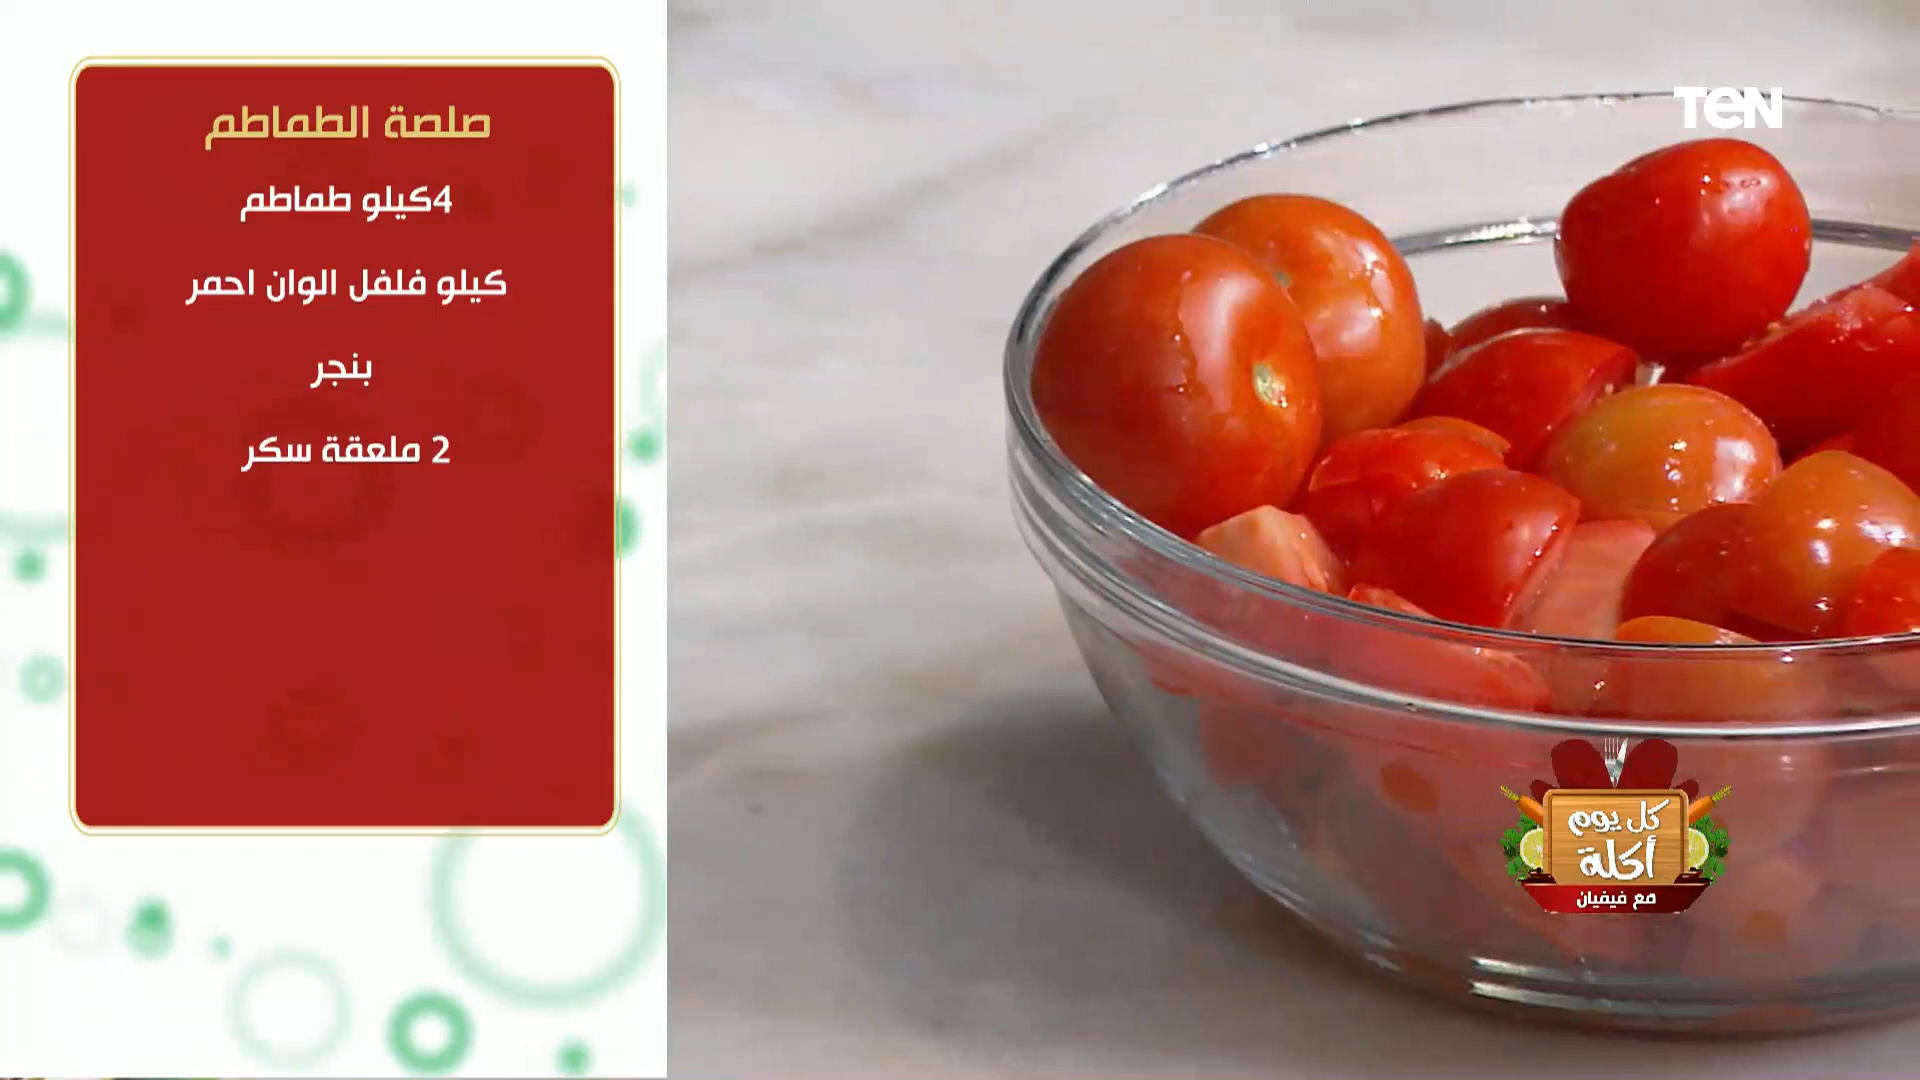 صلصة الطماطم
4كيلو طماطم
كيلو فلفل الوان احمر
بنجر
2 ملعقة سكر
TeN
كل يوم
أكلة
مع فيفيان